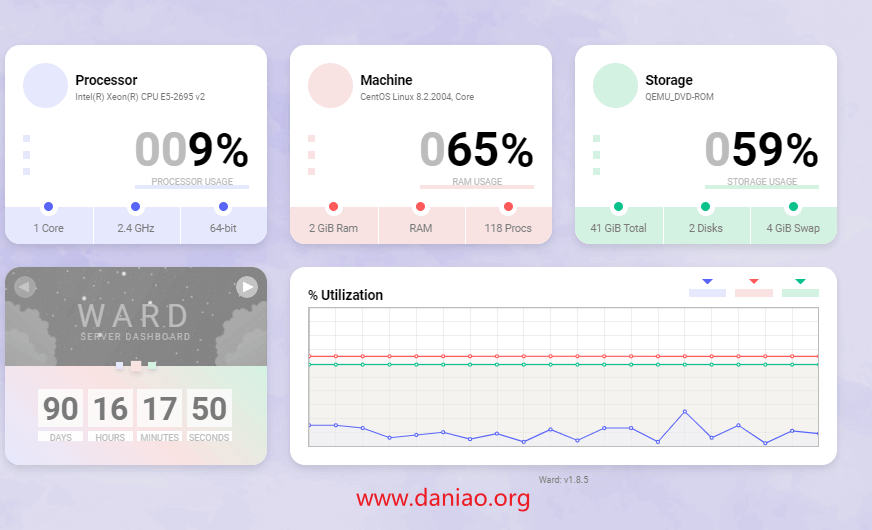 Processor
Intel(R) Xeon(R) CPU E5-2695 v2
009%
PROCESSOR USAGE
1 Core
2.4 GHz
64-bit
Machine
CentOS Linux 8.2.2004, Core
065%
RAM USAGE
2 GiB Ram
RAM
118 Procs
Storage
QEMU_DVD-ROM
059%
STORAGE USAGE
41 GiB Total
2 Disks
4 GiB Swap
WARD
SERVER DASHBOARD
90 16 17 50
DAYS HOURS MINUTES SECONDS
% Utilization
Ward: v1.8.5
www.daniao.org